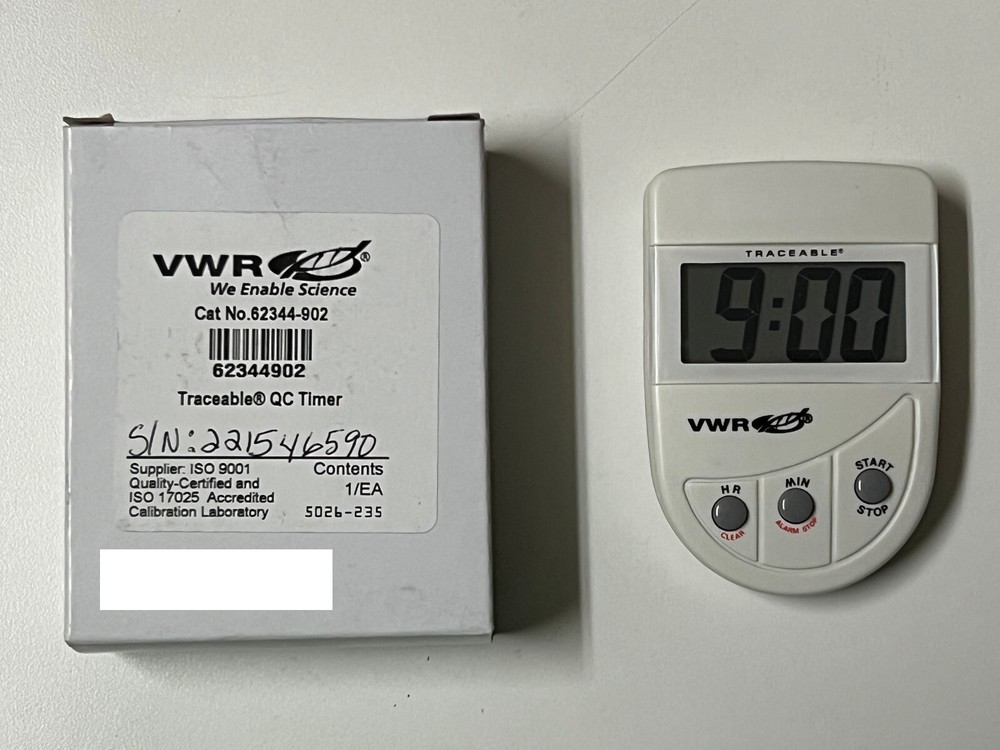 VWR®
We Enable Science
Cat No.62344-902
62344902
Traceable® QC Timer
S/N:221546590
Supplier: ISO 9001
Quality-Certified and
ISO 17025 Accredited
Calibration Laboratory
Contents
1/EA
5026-235
TRACEABLE®
9:00
VWR®
HR
CLEAR
MIN
ALARM STOP
START
STOP